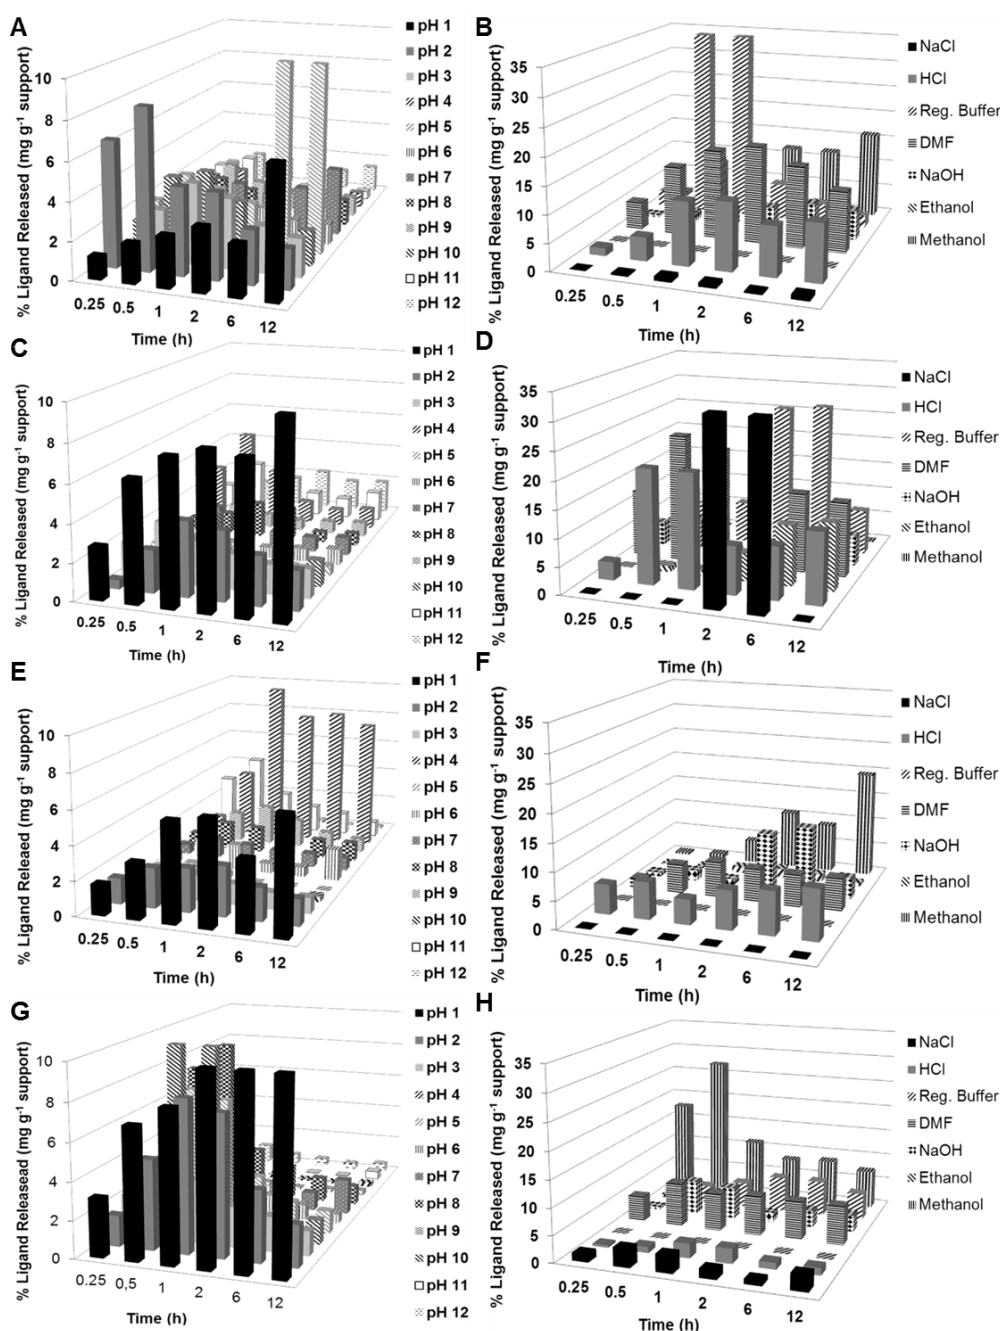 A
% Ligand Released (mg g⁻¹ support)
10
8
6
4
2
0
0.25
0.5
1
2
6
12
Time (h)
pH 1
pH 2
pH 3
pH 4
pH 5
pH 6
pH 7
pH 8
pH 9
pH 10
pH 11
pH 12
B
% Ligand Released (mg g⁻¹ support)
35
30
25
20
15
10
5
0
0.25
0.5
1
2
6
12
Time (h)
NaCl
HCl
Reg. Buffer
DMF
NaOH
Ethanol
Methanol
C
% Ligand Released (mg g⁻¹ support)
10
8
6
4
2
0
0.25
0.5
1
2
6
12
Time (h)
pH 1
pH 2
pH 3
pH 4
pH 5
pH 6
pH 7
pH 8
pH 9
pH 10
pH 11
pH 12
D
% Ligand Released (mg g⁻¹ support)
35
30
25
20
15
10
5
0
0.25
0.5
1
2
6
12
Time (h)
NaCl
HCl
Reg. Buffer
DMF
NaOH
Ethanol
Methanol
E
% Ligand Releaed (mg g⁻¹ support)
10
8
6
4
2
0
0.25
0.5
1
2
6
12
Time (h)
pH 1
pH 2
pH 3
pH 4
pH 5
pH 6
pH 7
pH 8
pH 9
pH 10
pH 11
pH 12
F
% Ligand Released (mg g⁻¹ support)
35
30
25
20
15
10
5
0
0.25
0.5
1
2
6
12
Time (h)
NaCl
HCl
Reg. Buffer
DMF
NaOH
Ethanol
Methanol
G
% Ligand Releasead (mg g⁻¹ support)
10
8
6
4
2
0
0.25
0,5
1
2
6
12
Time (h)
pH 1
pH 2
pH 3
pH 4
pH 5
pH 6
pH 7
pH 8
pH 9
pH 10
pH 11
pH 12
H
% Ligand Released (mg g⁻¹ support)
35
30
25
20
15
10
5
0
0.25
0.5
1
2
6
12
Time (h)
NaCl
HCl
Reg. Buffer
DMF
NaOH
Ethanol
Methanol